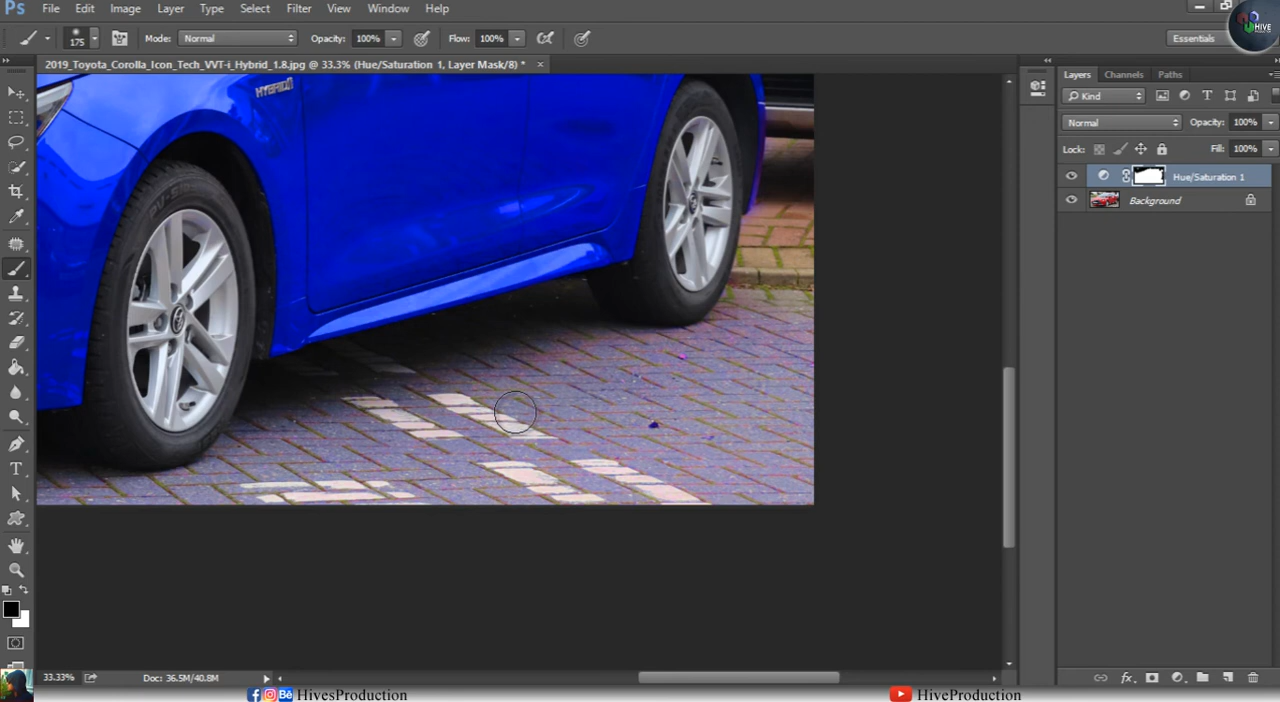 Ps File Edit Image Layer Type Select Filter View Window Help
175 Mode: Normal Opacity: 100% Flow: 100% Essentials
HIVE
2019_Toyota_Corolla_Icon_Tech_VVT-i_Hybrid_1.8.jpg @ 33.3% (Hue/Saturation 1, Layer Mask/8) * ×
Layers Channels Paths
HYBRID
Kind
Normal Opacity: 100%
Lock: Fill: 100%
Hue/Saturation 1
Background
33.33% Doc: 36.5M/40.8M
HivesProduction HiveProduction